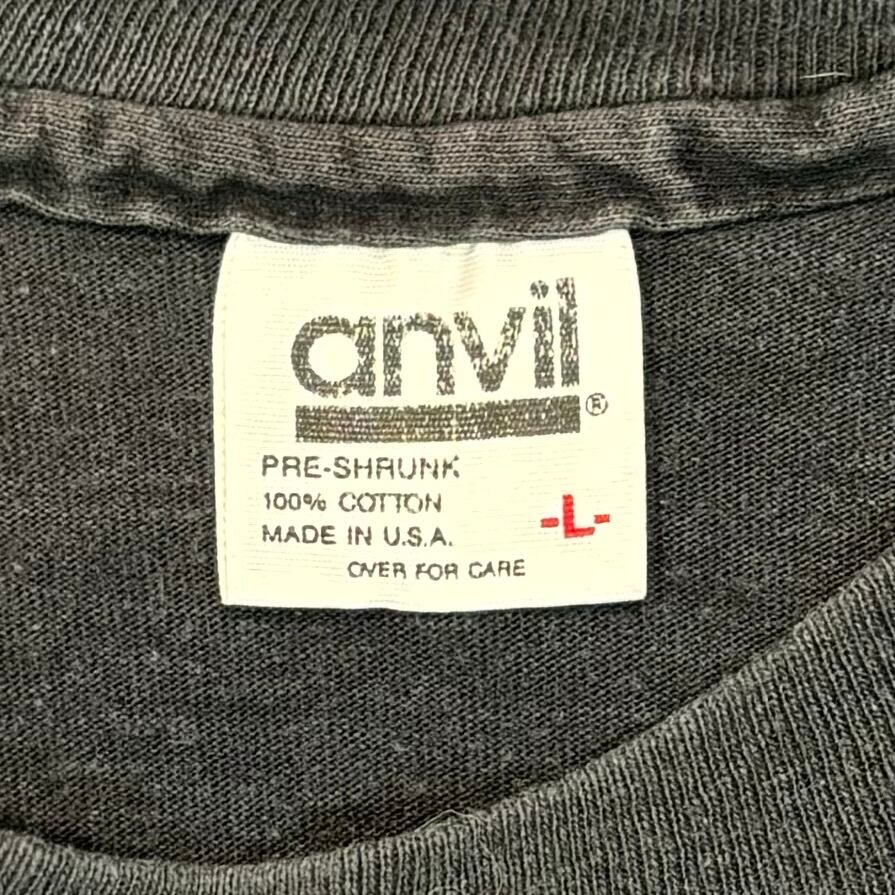 anvil®
PRE-SHRUNK
100% COTTON
MADE IN U.S.A.
-L-
OVER FOR CARE